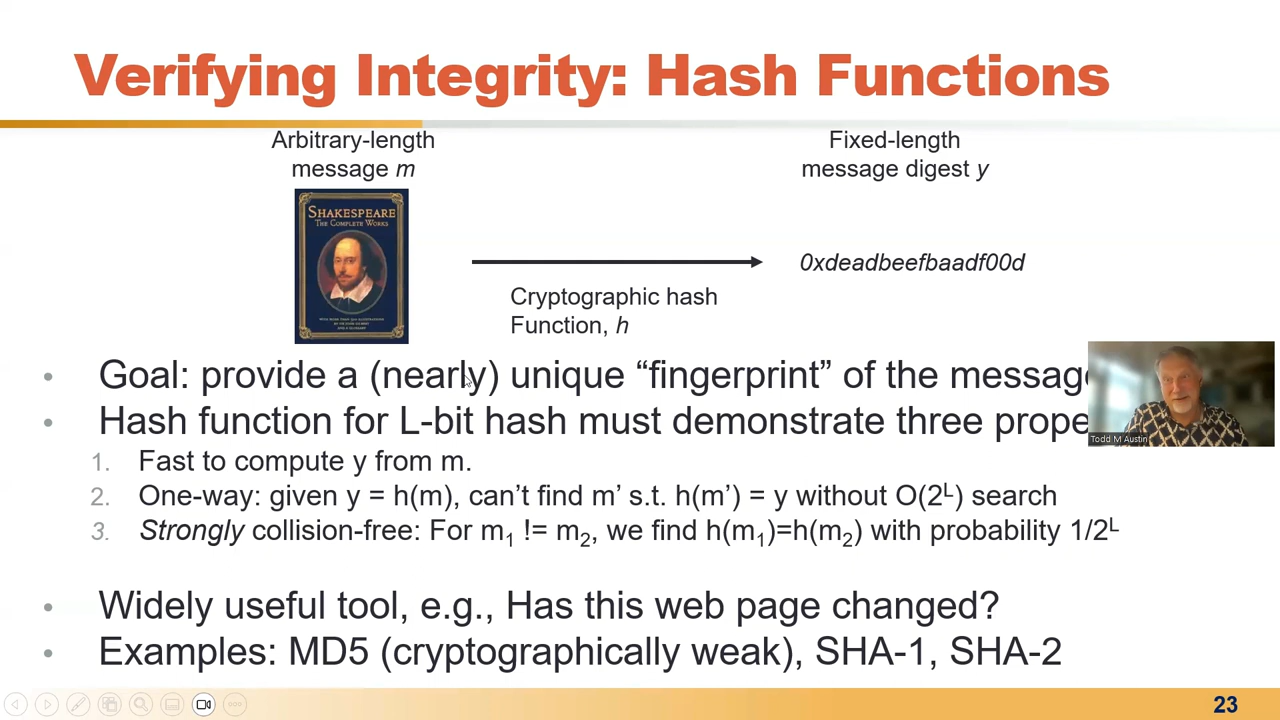 Verifying Integrity: Hash Functions
Arbitrary-length
message m
Fixed-length
message digest y
SHAKESPEARE
THE COMPLETE WORKS
0xdeadbeefbaadf00d
Cryptographic hash
Function, h
• Goal: provide a (nearly) unique “fingerprint” of the message
• Hash function for L-bit hash must demonstrate three prope
1. Fast to compute y from m.
2. One-way: given y = h(m), can’t find m’ s.t. h(m’) = y without O(2ᴸ) search
3. Strongly collision-free: For m₁ != m₂, we find h(m₁)=h(m₂) with probability 1/2ᴸ
Todd M Austin
• Widely useful tool, e.g., Has this web page changed?
• Examples: MD5 (cryptographically weak), SHA-1, SHA-2
23